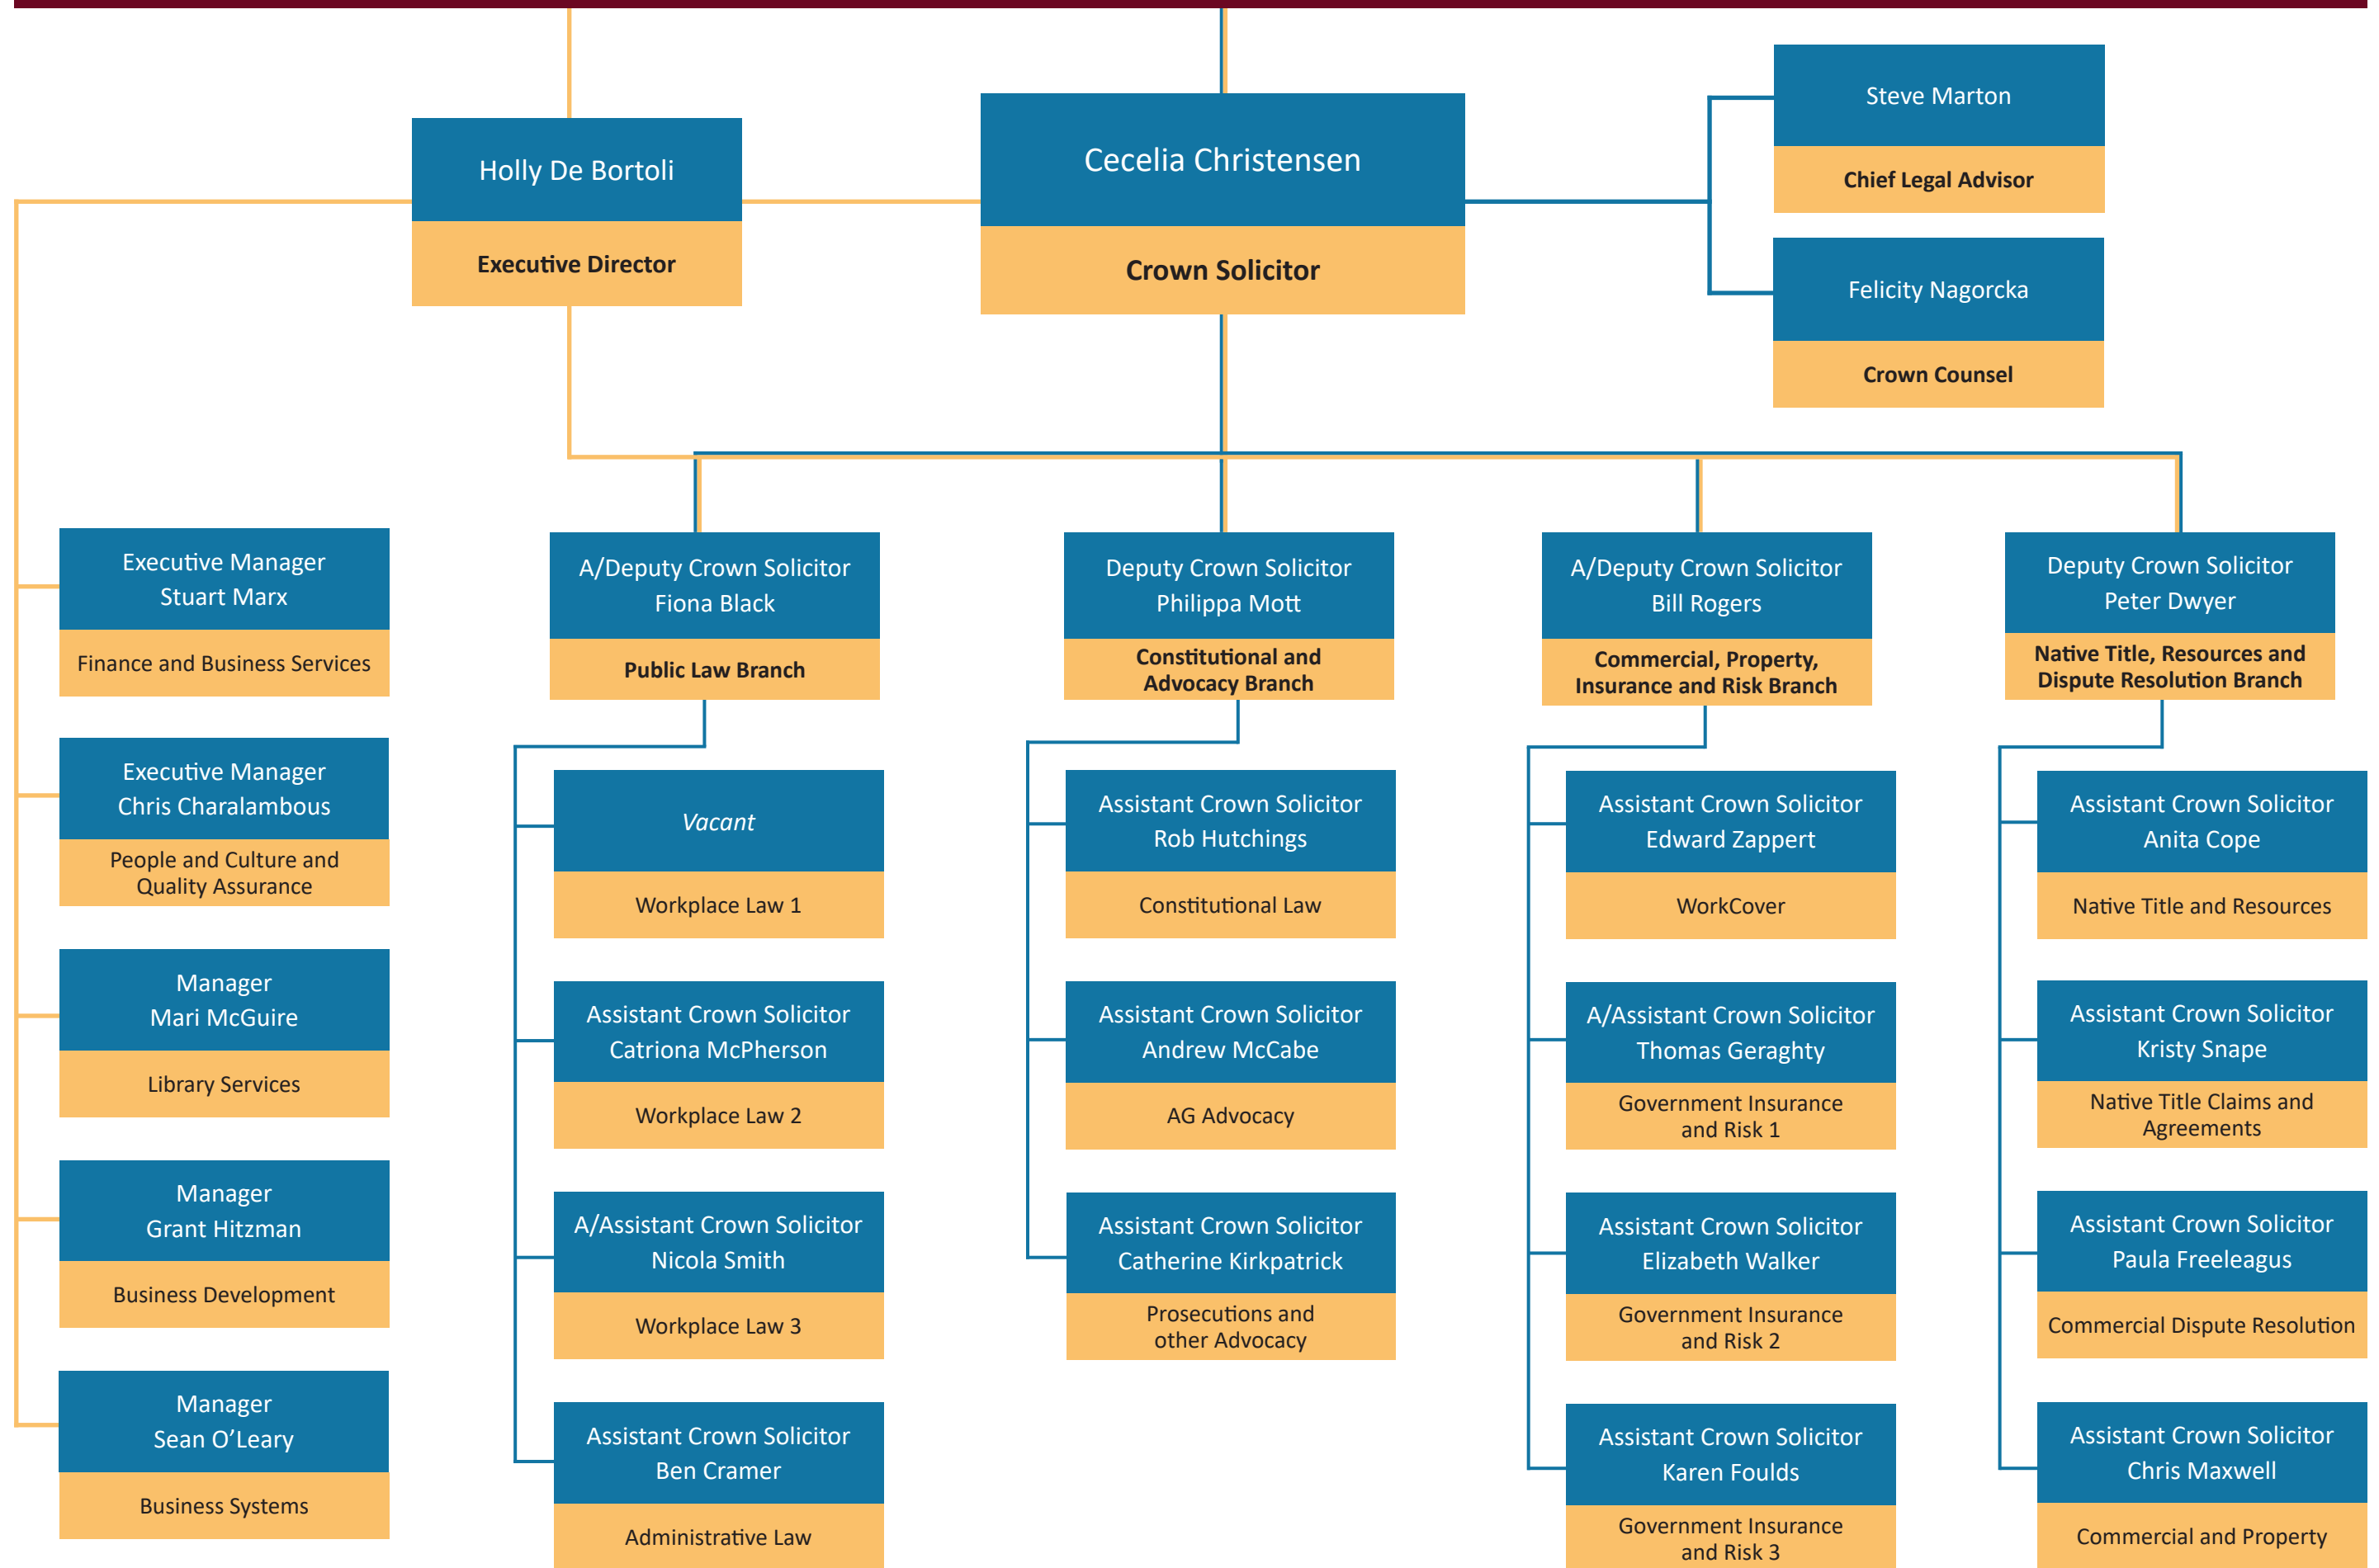 Holly De Bortoli
Executive Director
Cecelia Christensen
Crown Solicitor
Steve Marton
Chief Legal Advisor
Felicity Nagorcka
Crown Counsel
Executive Manager
Stuart Marx
Finance and Business Services
Executive Manager
Chris Charalambous
People and Culture and
Quality Assurance
Manager
Mari McGuire
Library Services
Manager
Grant Hitzman
Business Development
Manager
Sean O’Leary
Business Systems
A/Deputy Crown Solicitor
Fiona Black
Public Law Branch
Vacant
Workplace Law 1
Assistant Crown Solicitor
Catriona McPherson
Workplace Law 2
A/Assistant Crown Solicitor
Nicola Smith
Workplace Law 3
Assistant Crown Solicitor
Ben Cramer
Administrative Law
Deputy Crown Solicitor
Philippa Mott
Constitutional and
Advocacy Branch
Assistant Crown Solicitor
Rob Hutchings
Constitutional Law
Assistant Crown Solicitor
Andrew McCabe
AG Advocacy
Assistant Crown Solicitor
Catherine Kirkpatrick
Prosecutions and
other Advocacy
A/Deputy Crown Solicitor
Bill Rogers
Commercial, Property,
Insurance and Risk Branch
Assistant Crown Solicitor
Edward Zappert
WorkCover
A/Assistant Crown Solicitor
Thomas Geraghty
Government Insurance
and Risk 1
Assistant Crown Solicitor
Elizabeth Walker
Government Insurance
and Risk 2
Assistant Crown Solicitor
Karen Foulds
Government Insurance
and Risk 3
Deputy Crown Solicitor
Peter Dwyer
Native Title, Resources and
Dispute Resolution Branch
Assistant Crown Solicitor
Anita Cope
Native Title and Resources
Assistant Crown Solicitor
Kristy Snape
Native Title Claims and
Agreements
Assistant Crown Solicitor
Paula Freeleagus
Commercial Dispute Resolution
Assistant Crown Solicitor
Chris Maxwell
Commercial and Property